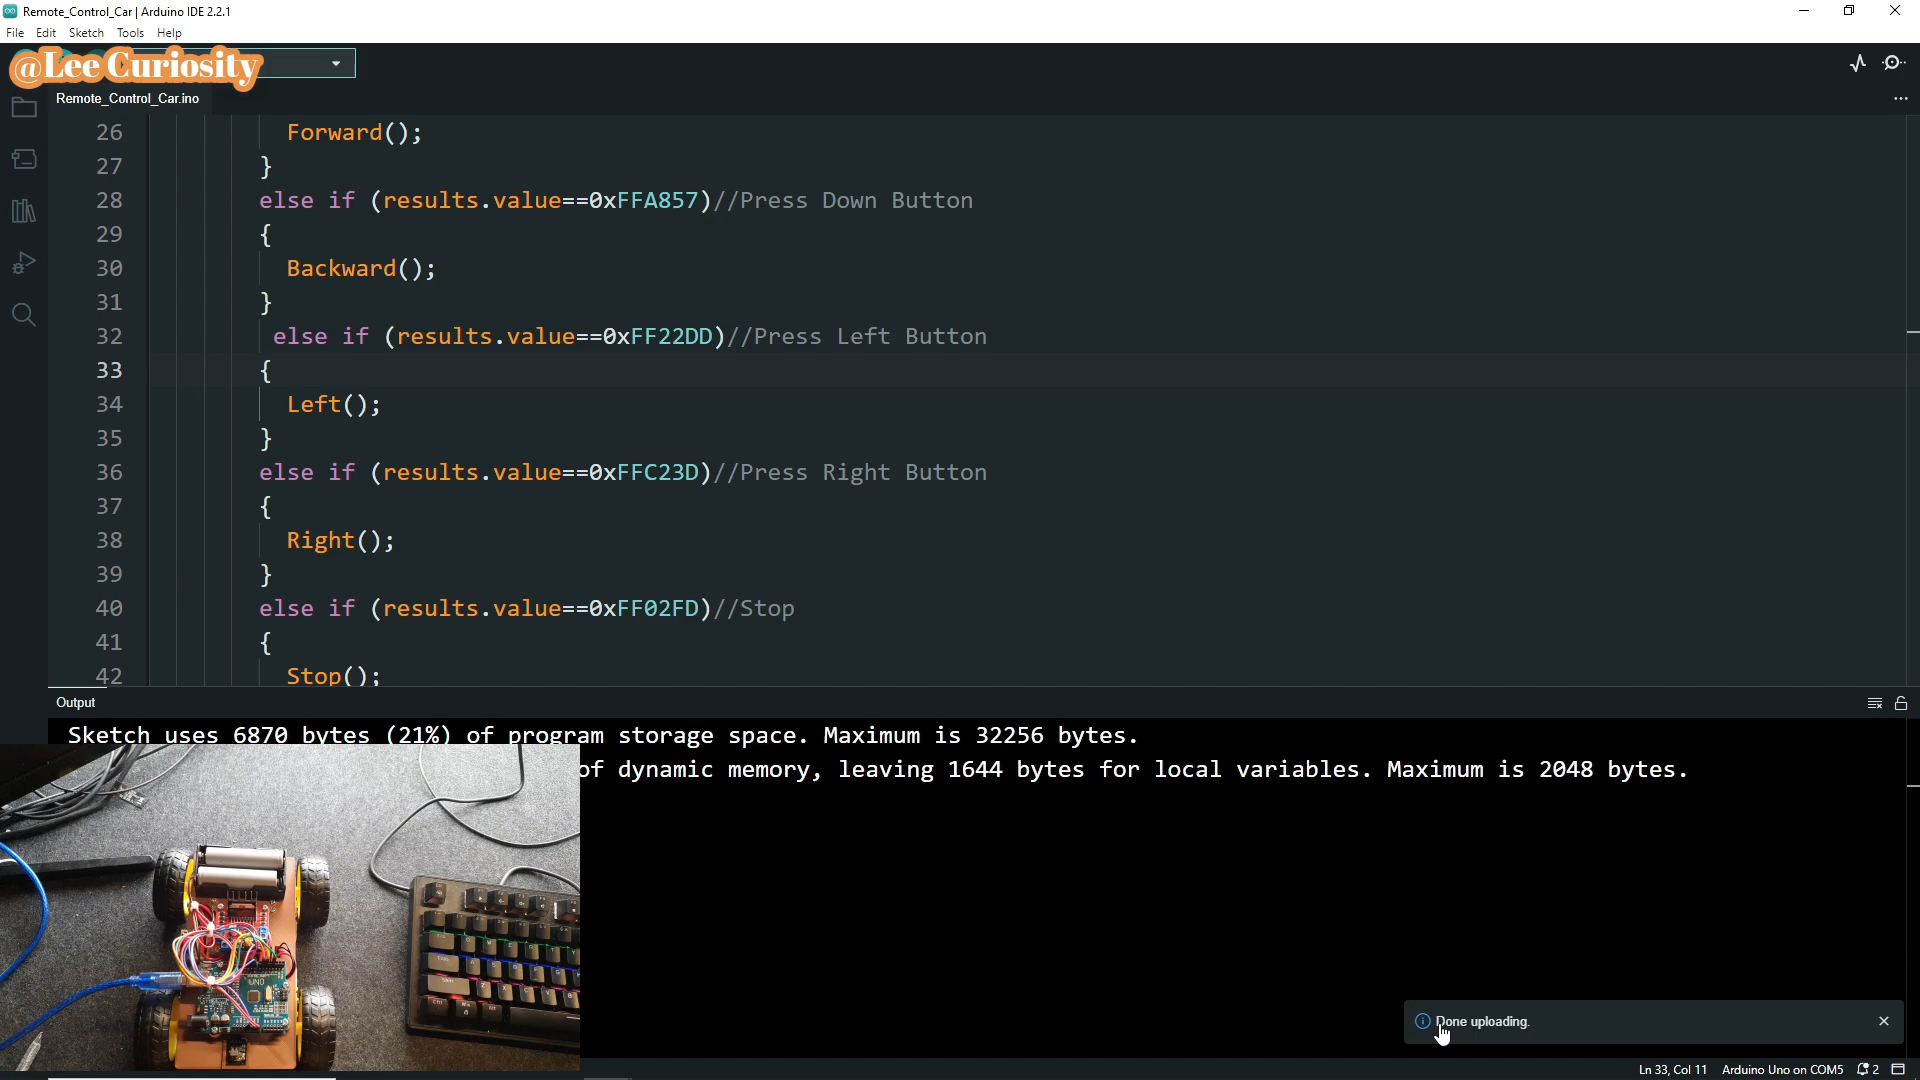 Remote_Control_Car | Arduino IDE 2.2.1
File Edit Sketch Tools Help
@Lee Curiosity
Remote_Control_Car.ino
26 Forward();
27 }
28 else if (results.value==0xFFA857)//Press Down Button
29 {
30 Backward();
31 }
32 else if (results.value==0xFF22DD)//Press Left Button
33 {
34 Left();
35 }
36 else if (results.value==0xFFC23D)//Press Right Button
37 {
38 Right();
39 }
40 else if (results.value==0xFF02FD)//Stop
41 {
42 Stop();
Output
Sketch uses 6870 bytes (21%) of program storage space. Maximum is 32256 bytes.
of dynamic memory, leaving 1644 bytes for local variables. Maximum is 2048 bytes.
UNO
Done uploading.
Ln 33, Col 11 Arduino Uno on COM5 2